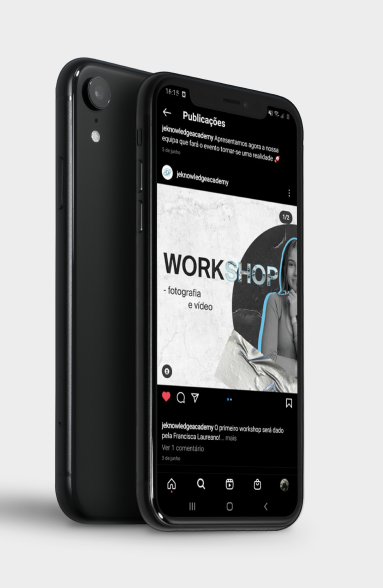 16:15
Publicações
jeknowledgeacademy Apresentamos agora a nossa
equipa que fará o evento tornar-se uma realidade 🚀
5 de junho
jeknowledgeacademy
1/2
WORKSHOP
- fotografia
e vídeo
jeknowledgeacademy O primeiro workshop será dado
pela Francisca Laureano!... mais
Ver 1 comentário
3 de junho